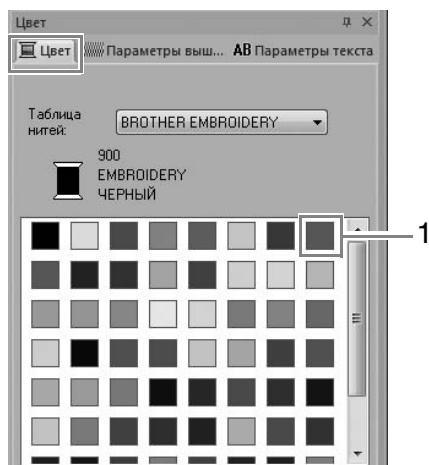 Цвет
Цвет Параметры выш... AB Параметры текста
Таблица
нитей:
BROTHER EMBROIDERY
900
EMBROIDERY
ЧЕРНЫЙ
1